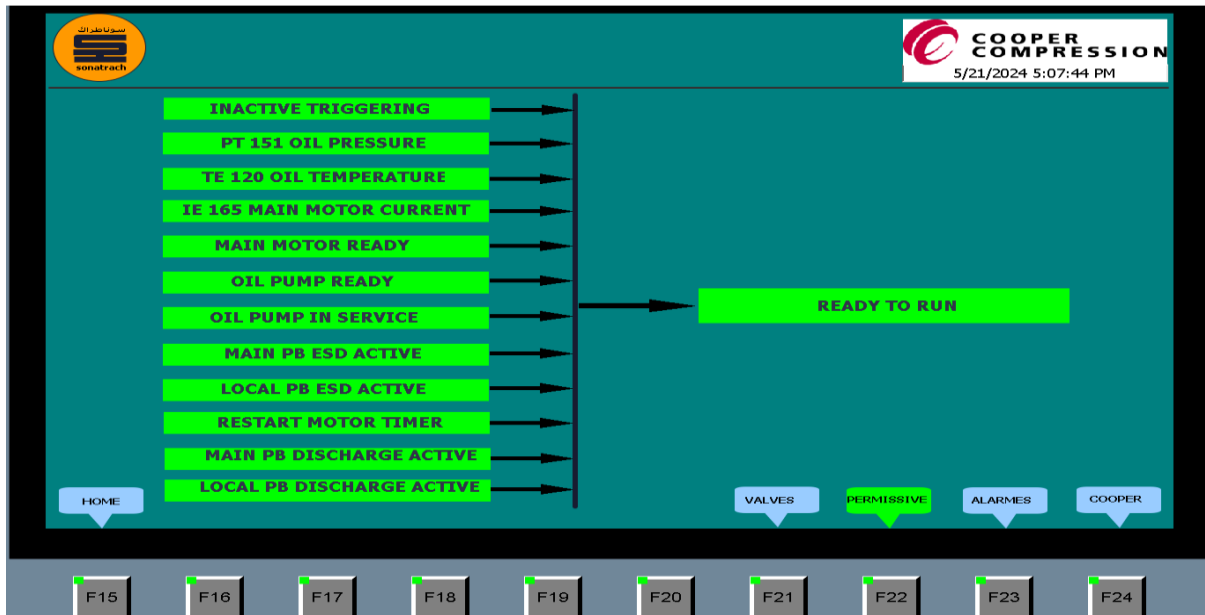 سوناطراك
sonatrach
COOPER
COMPRESSION
5/21/2024 5:07:44 PM
INACTIVE TRIGGERING
PT 151 OIL PRESSURE
TE 120 OIL TEMPERATURE
IE 165 MAIN MOTOR CURRENT
MAIN MOTOR READY
OIL PUMP READY
OIL PUMP IN SERVICE
MAIN PB ESD ACTIVE
LOCAL PB ESD ACTIVE
RESTART MOTOR TIMER
MAIN PB DISCHARGE ACTIVE
LOCAL PB DISCHARGE ACTIVE
READY TO RUN
HOME
VALVES
PERMISSIVE
ALARMES
COOPER
F15
F16
F17
F18
F19
F20
F21
F22
F23
F24